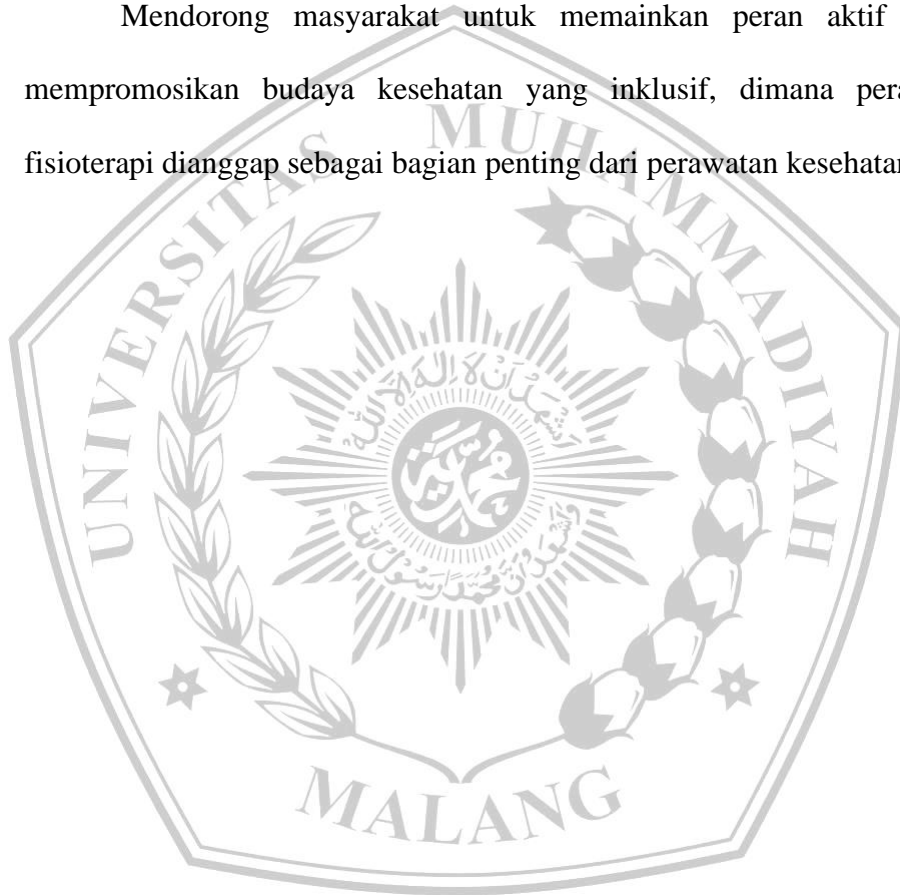 Mendorong masyarakat untuk memainkan peran aktif
mempromosikan budaya kesehatan yang inklusif, dimana
fisioterapi dianggap sebagai bagian penting dari perawatan kesehatan
UNIVERSITAS MUHAMMADIYAH
MALANG